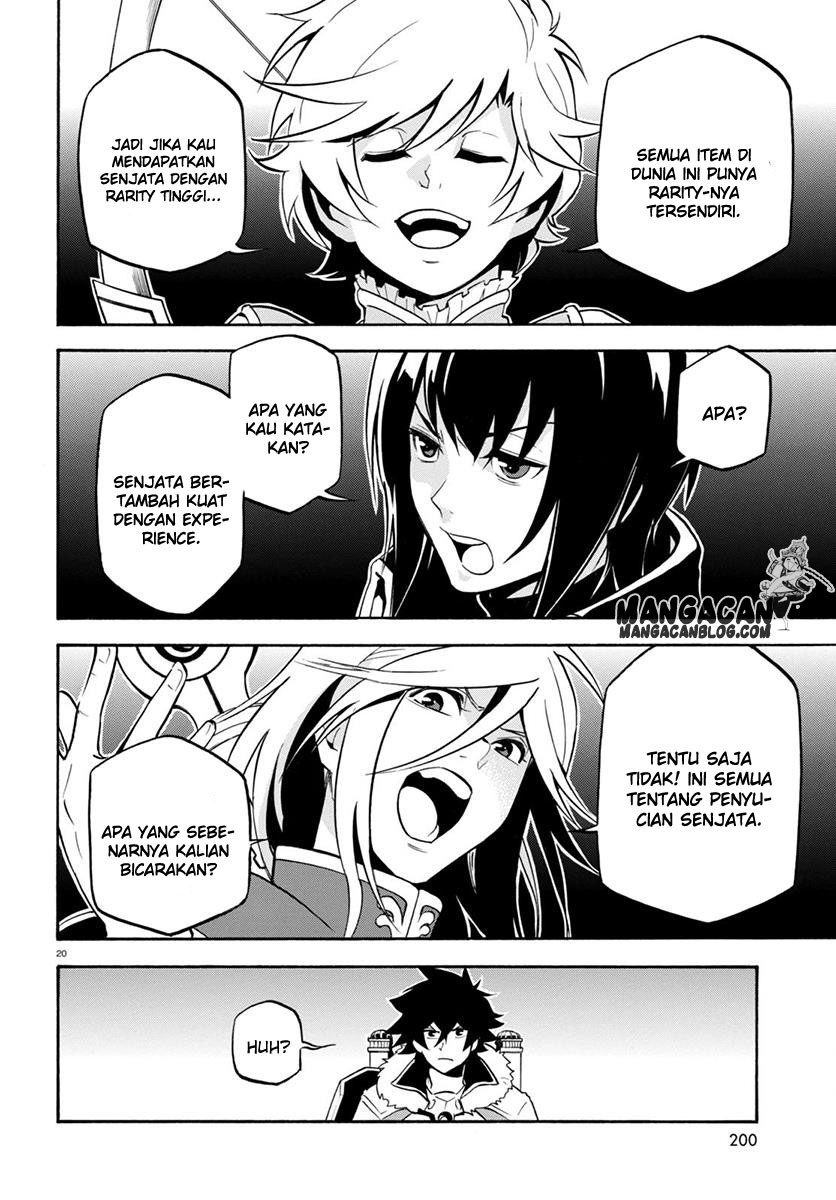 SEMUA ITEM DI
DUNIA INI PUNYA
RARITY-NYA
TERSENDIRI.
JADI JIKA KAU
MENDAPATKAN
SENJATA DENGAN
RARITY TINGGI...
APA?
APA YANG
KAU KATA-
KAN?
SENJATA BER-
TAMBAH KUAT
DENGAN EXPE-
RIENCE.
MANGACAN
MANGACANBLOG.COM
TENTU SAJA
TIDAK! INI SEMUA
TENTANG PENYU-
CIAN SENJATA.
APA YANG SEBE-
NARNYA KALIAN
BICARAKAN?
20
HUH?
200